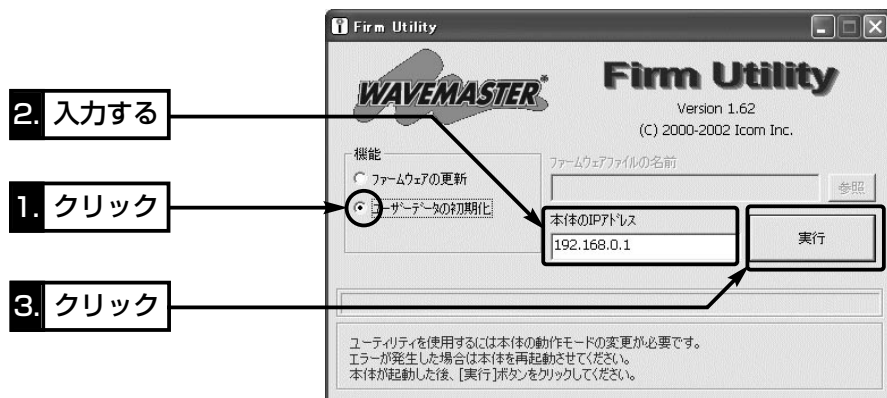 Firm Utility
WAVEMASTER
Firm Utility
Version 1.62
(C) 2000-2002 Icom Inc.
2. 入力する
機能
ファームウェアの更新
ファームウェアファイルの名前
参照
1. クリック
ユーザーデータの初期化
本体のIPアドレス
192.168.0.1
実行
3. クリック
ユーティリティを使用するには本体の動作モードの変更が必要です。
エラーが発生した場合は本体を再起動させてください。
本体が起動した後、[実行]ボタンをクリックしてください。